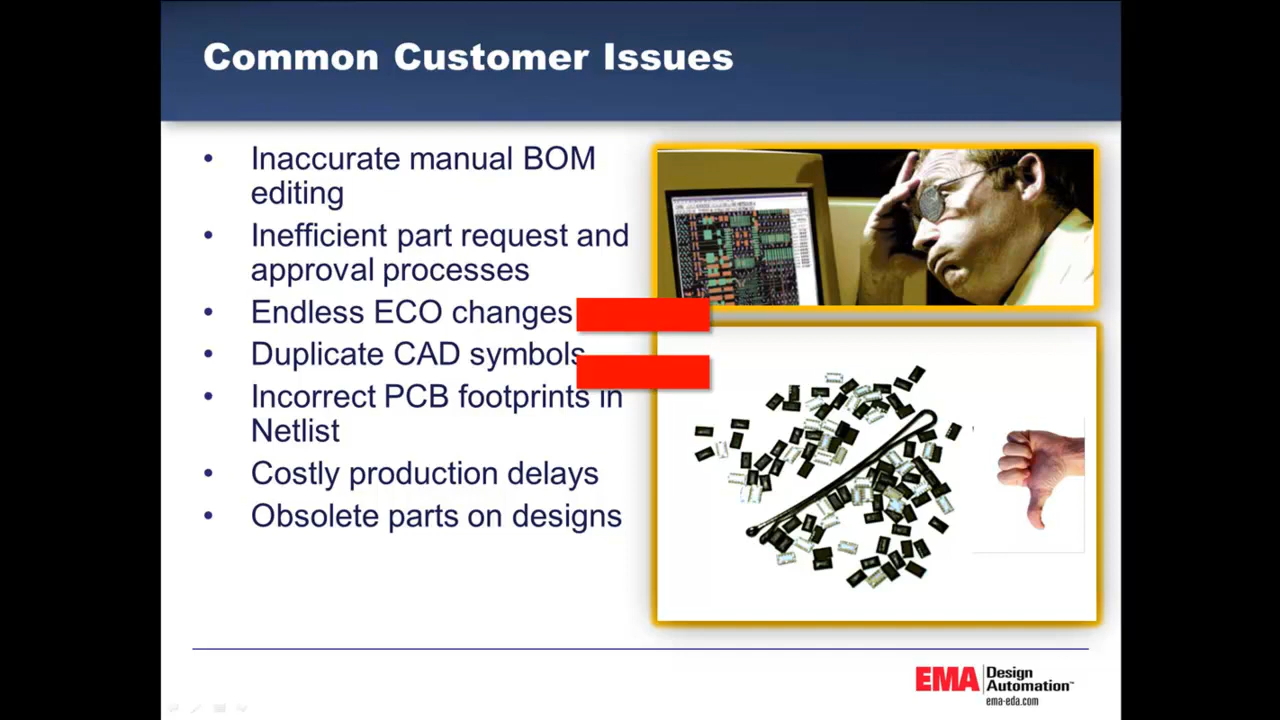 Common Customer Issues
• Inaccurate manual BOM
editing
• Inefficient part request and
approval processes
• Endless ECO changes
• Duplicate CAD symbols
• Incorrect PCB footprints in
Netlist
• Costly production delays
• Obsolete parts on designs
EMA Design
Automation™
ema-eda.com